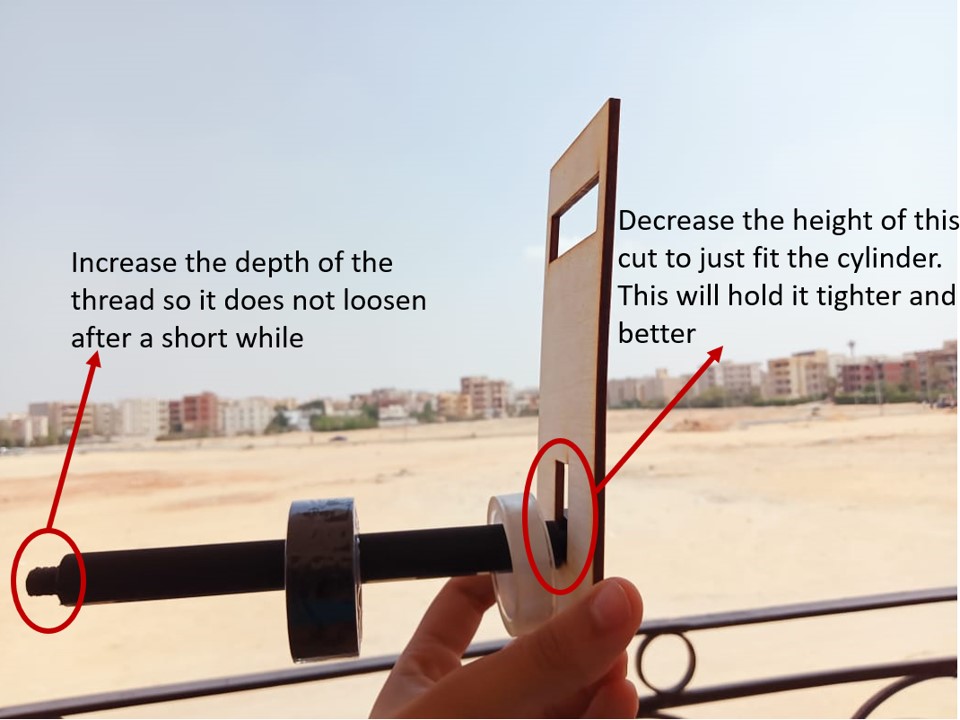 Increase the depth of the
thread so it does not loosen
after a short while
Decrease the height of this
cut to just fit the cylinder.
This will hold it tighter and
better